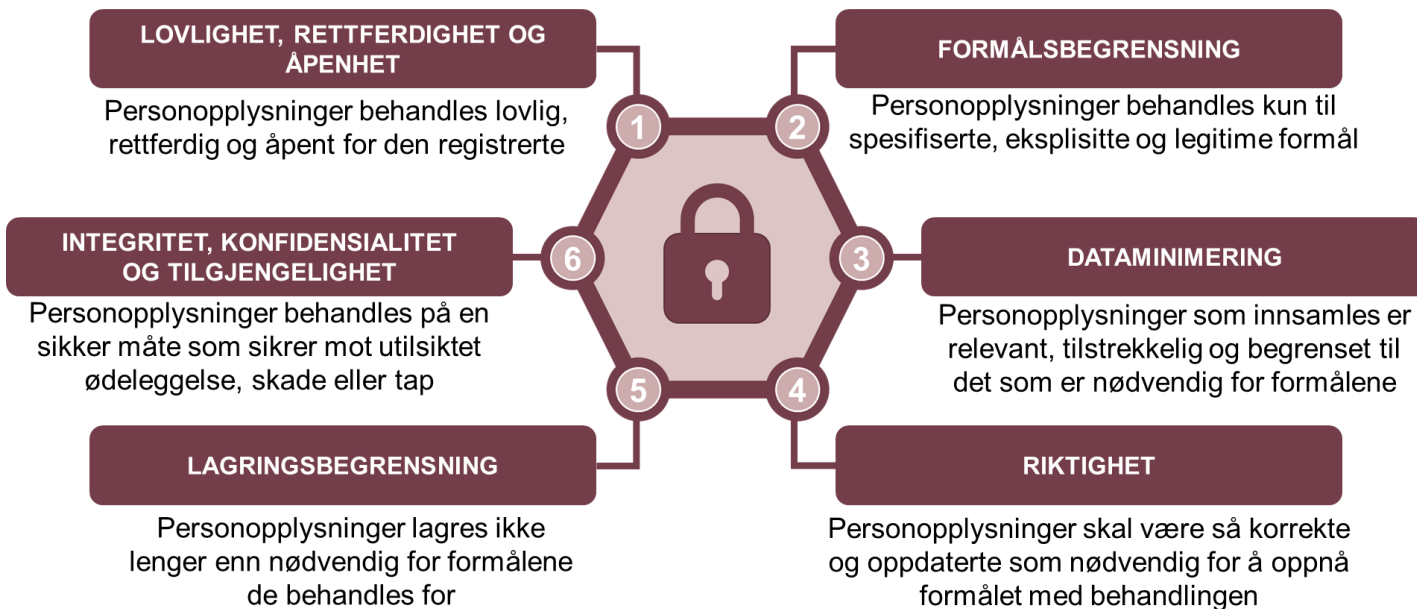 LOVLIGHET, RETTFERDIGHET OG
ÅPENHET
Personopplysninger behandles lovlig,
rettferdig og åpent for den registrerte
1
2
FORMÅLSBEGRENSNING
Personopplysninger behandles kun til
spesifiserte, eksplisitte og legitime formål
3
DATAMINIMERING
Personopplysninger som innsamles er
relevant, tilstrekkelig og begrenset til
det som er nødvendig for formålene
4
RIKTIGHET
Personopplysninger skal være så korrekte
og oppdaterte som nødvendig for å oppnå
formålet med behandlingen
5
LAGRINGSBEGRENSNING
Personopplysninger lagres ikke
lenger enn nødvendig for formålene
de behandles for
6
INTEGRITET, KONFIDENSIALITET
OG TILGJENGELIGHET
Personopplysninger behandles på en
sikker måte som sikrer mot utilsiktet
ødeleggelse, skade eller tap